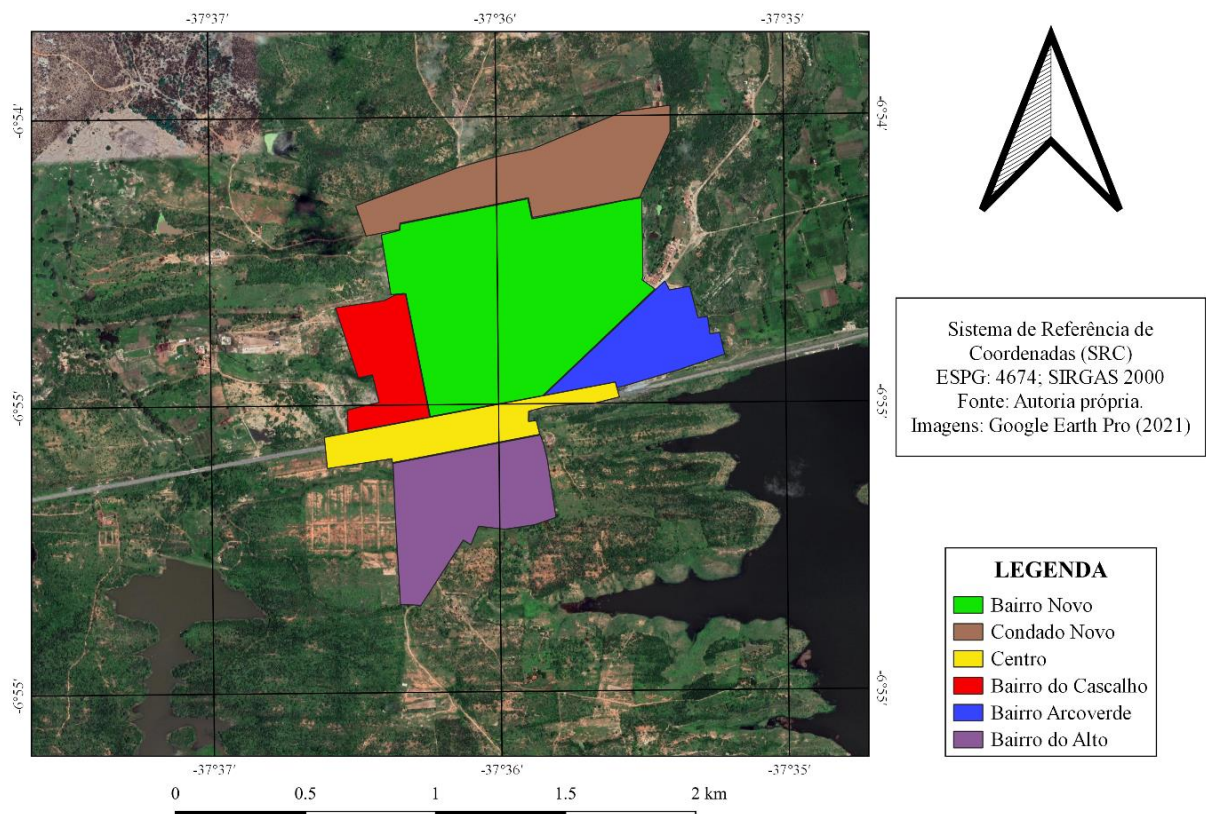 -37°37' -37°36' -37°35'
-6°54' -6°54'
-6°55' -6°55'
-6°55' -6°55'
-37°37' -37°36' -37°35'
0 0.5 1 1.5 2 km
Sistema de Referência de
Coordenadas (SRC)
ESPG: 4674; SIRGAS 2000
Fonte: Autoria própria.
Imagens: Google Earth Pro (2021)
LEGENDA
Bairro Novo
Condado Novo
Centro
Bairro do Cascalho
Bairro Arcoverde
Bairro do Alto